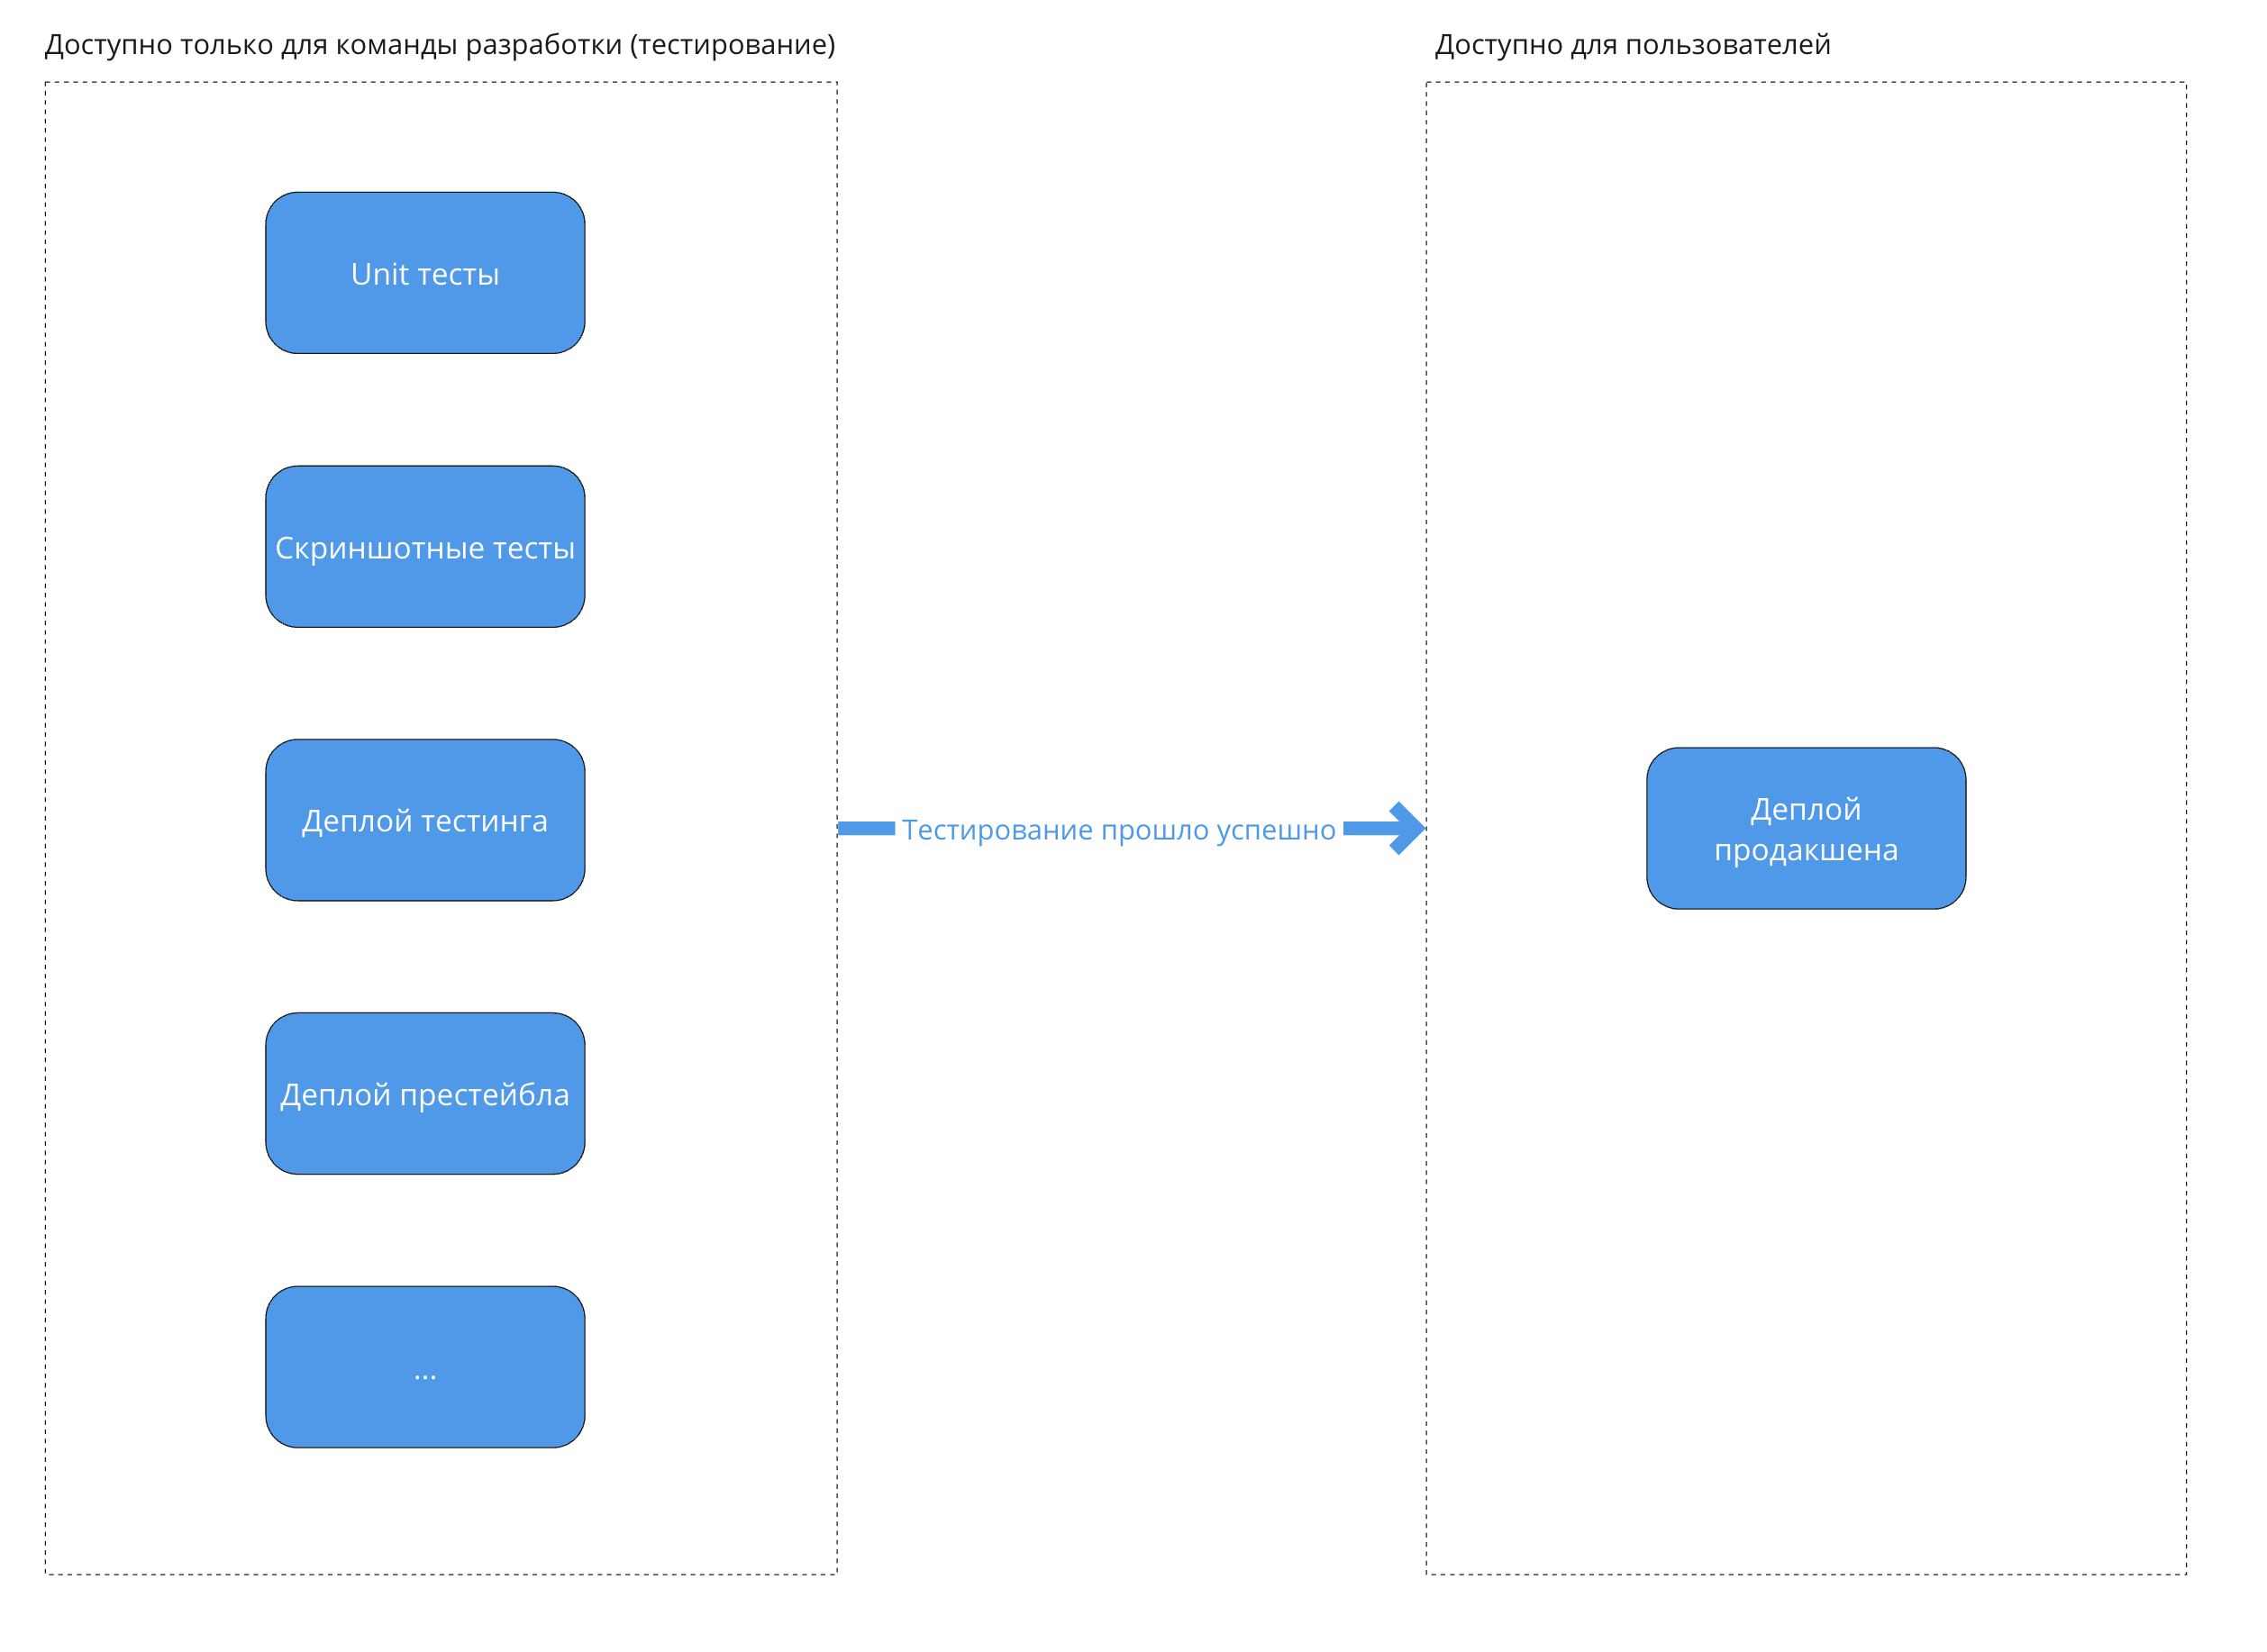 Доступно только для команды разработки (тестирование)
Доступно для пользователей
Unit тесты
Скриншотные тесты
Деплой тестинга
Тестирование прошло успешно
Деплой
продакшена
Деплой престейбла
...